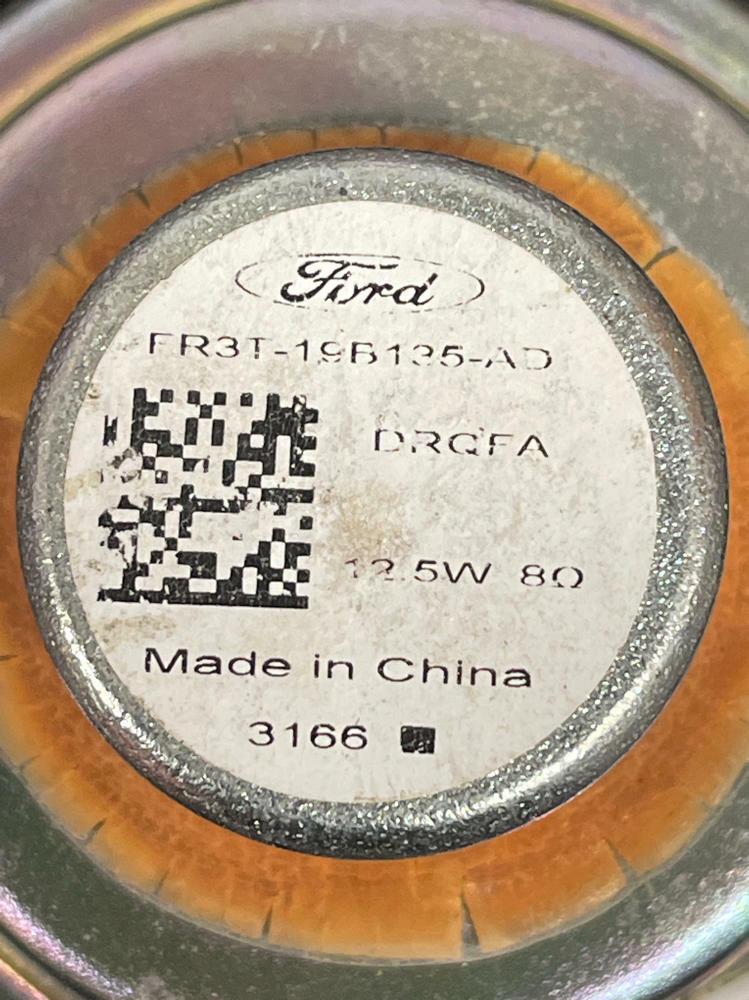 Ford
FR3T-19B135-AD
DRQFA
12.5W 8Ω
Made in China
3166